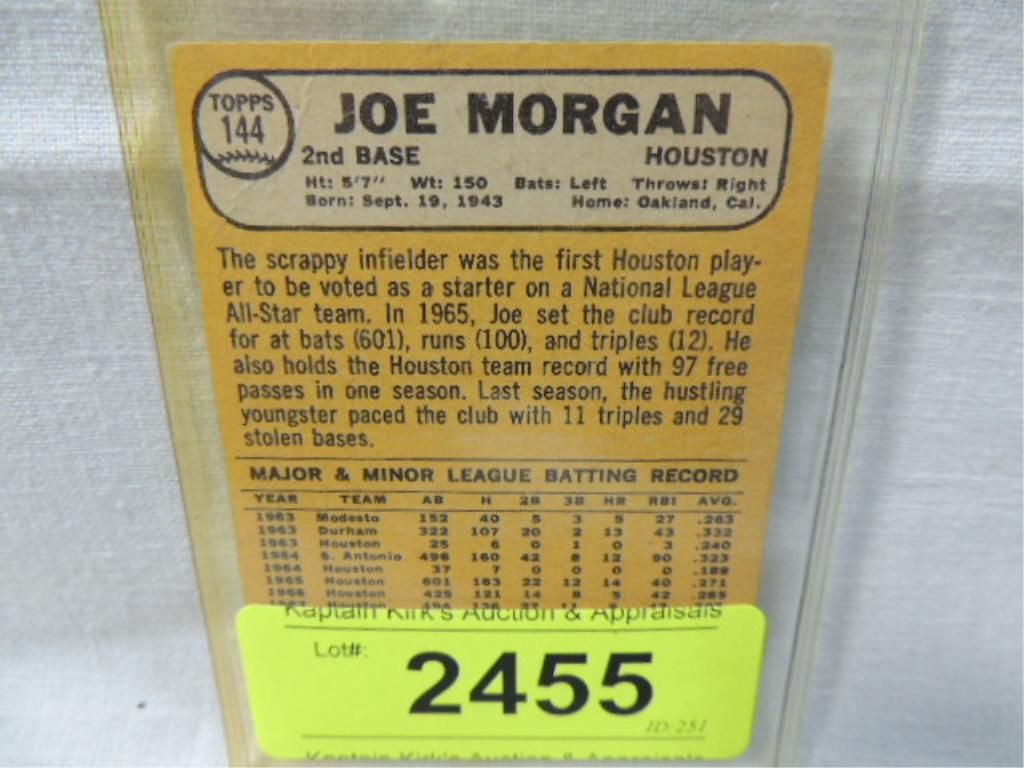 TOPPS
144
JOE MORGAN
2nd BASE HOUSTON
Ht: 5'7" Wt: 150 Bats: Left Throws: Right
Born: Sept. 19, 1943 Home: Oakland, Cal.
The scrappy infielder was the first Houston play-
er to be voted as a starter on a National League
All-Star team. In 1965, Joe set the club record
for at bats (601), runs (100), and triples (12). He
also holds the Houston team record with 97 free
passes in one season. Last season, the hustling
youngster paced the club with 11 triples and 29
stolen bases.
MAJOR & MINOR LEAGUE BATTING RECORD
YEAR TEAM AB H 2B 3B HR RBI AVG.
1963 Modesto 152 40 5 3 5 27 .263
1963 Durham 322 107 20 2 13 43 .332
1963 Houston 25 6 0 1 0 3 .240
1964 S. Antonio 496 160 42 8 12 90 .323
1964 Houston 37 7 0 0 0 0 .189
1965 Houston 601 163 22 12 14 40 .271
1966 Houston 425 121 14 8 5 42 .285
1967 Houston
Kaptain Kirk's Auction & Appraisals
Lot#:
2455
ID:251
Kaptain Kirk's Auction & Appraisals